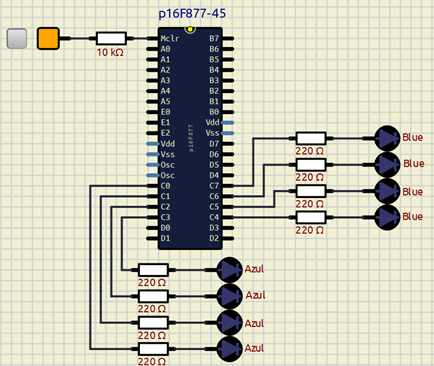 p16F877-45
Mclr B7
10 kΩ
A0 B6
A1 B5
A2 B4
A3 B3
A4 B2
A5 B1
E0 B0
E1 Vdd
E2 Vss
Vdd D7
Vss D6
Osc D5
Osc D4
C0 C7
C1 C6
C2 C5
C3 C4
D0 D3
D1 D2
p16F877
220 Ω Blue
220 Ω Blue
220 Ω Blue
220 Ω Blue
220 Ω Azul
220 Ω Azul
220 Ω Azul
220 Ω Azul